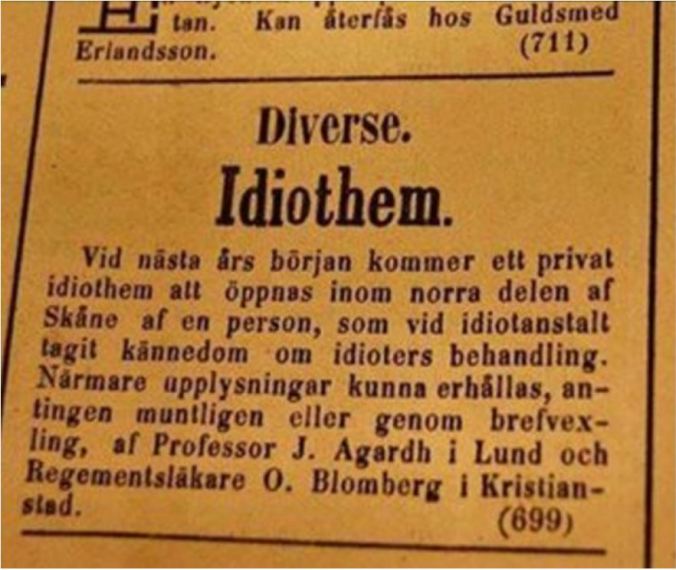 tan. Kan återfås hos Guldsmed
Erlandsson. (711)
Diverse.
Idiothem.
Vid nästa års början kommer ett privat
idiothem att öppnas inom norra delen af
Skåne af en person, som vid idiotanstalt
tagit kännedom om idioters behandling.
Närmare upplysningar kunna erhållas, an-
tingen muntligen eller genom brefvex-
ling, af Professor J. Agardh i Lund och
Regementsläkare O. Blomberg i Kristian-
stad. (699)